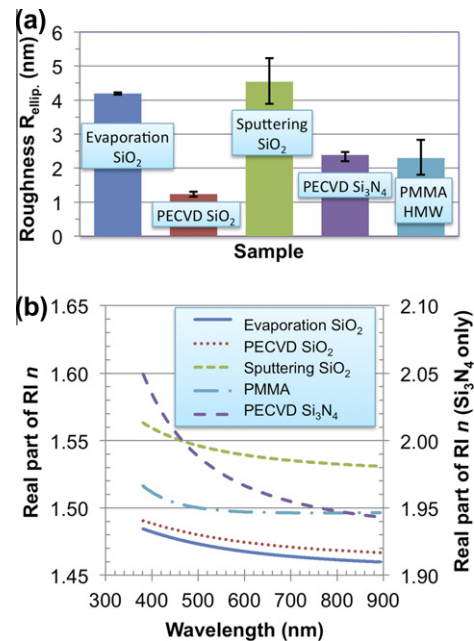 (a)
Roughness R_ellip. (nm)
6
5
4
3
2
1
0
Evaporation
SiO₂
PECVD SiO₂
Sputtering
SiO₂
PECVD Si₃N₄
PMMA
HMW
Sample
(b)
Real part of RI n
1.65
1.60
1.55
1.50
1.45
Evaporation SiO₂
PECVD SiO₂
Sputtering SiO₂
PMMA
PECVD Si₃N₄
2.10
2.05
2.00
1.95
1.90
Real part of RI n (Si₃N₄ only)
300 400 500 600 700 800 900
Wavelength (nm)